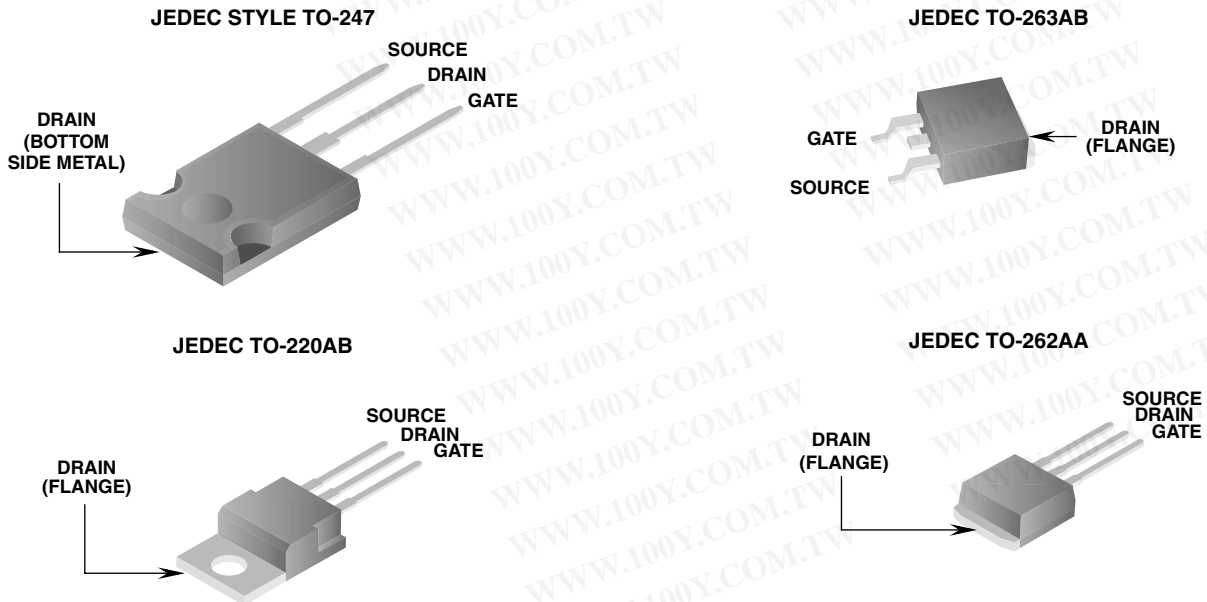 JEDEC STYLE TO-247
SOURCE
DRAIN
GATE
DRAIN
(BOTTOM
SIDE METAL)
JEDEC TO-263AB
GATE
SOURCE
DRAIN
(FLANGE)
JEDEC TO-220AB
SOURCE
DRAIN
GATE
DRAIN
(FLANGE)
JEDEC TO-262AA
SOURCE
DRAIN
GATE
DRAIN
(FLANGE)
WWW.100Y.COM.TW